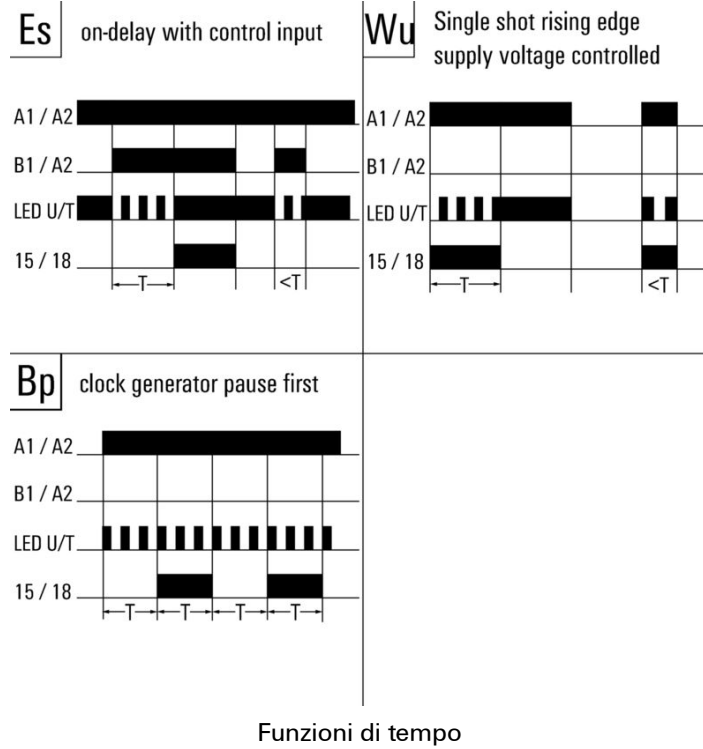 Es on-delay with control input
A1 / A2
B1 / A2
LED U/T
15 / 18
T <T
Wu Single shot rising edge
supply voltage controlled
A1 / A2
B1 / A2
LED U/T
15 / 18
T <T
Bp clock generator pause first
A1 / A2
B1 / A2
LED U/T
15 / 18
T T T T
Funzioni di tempo